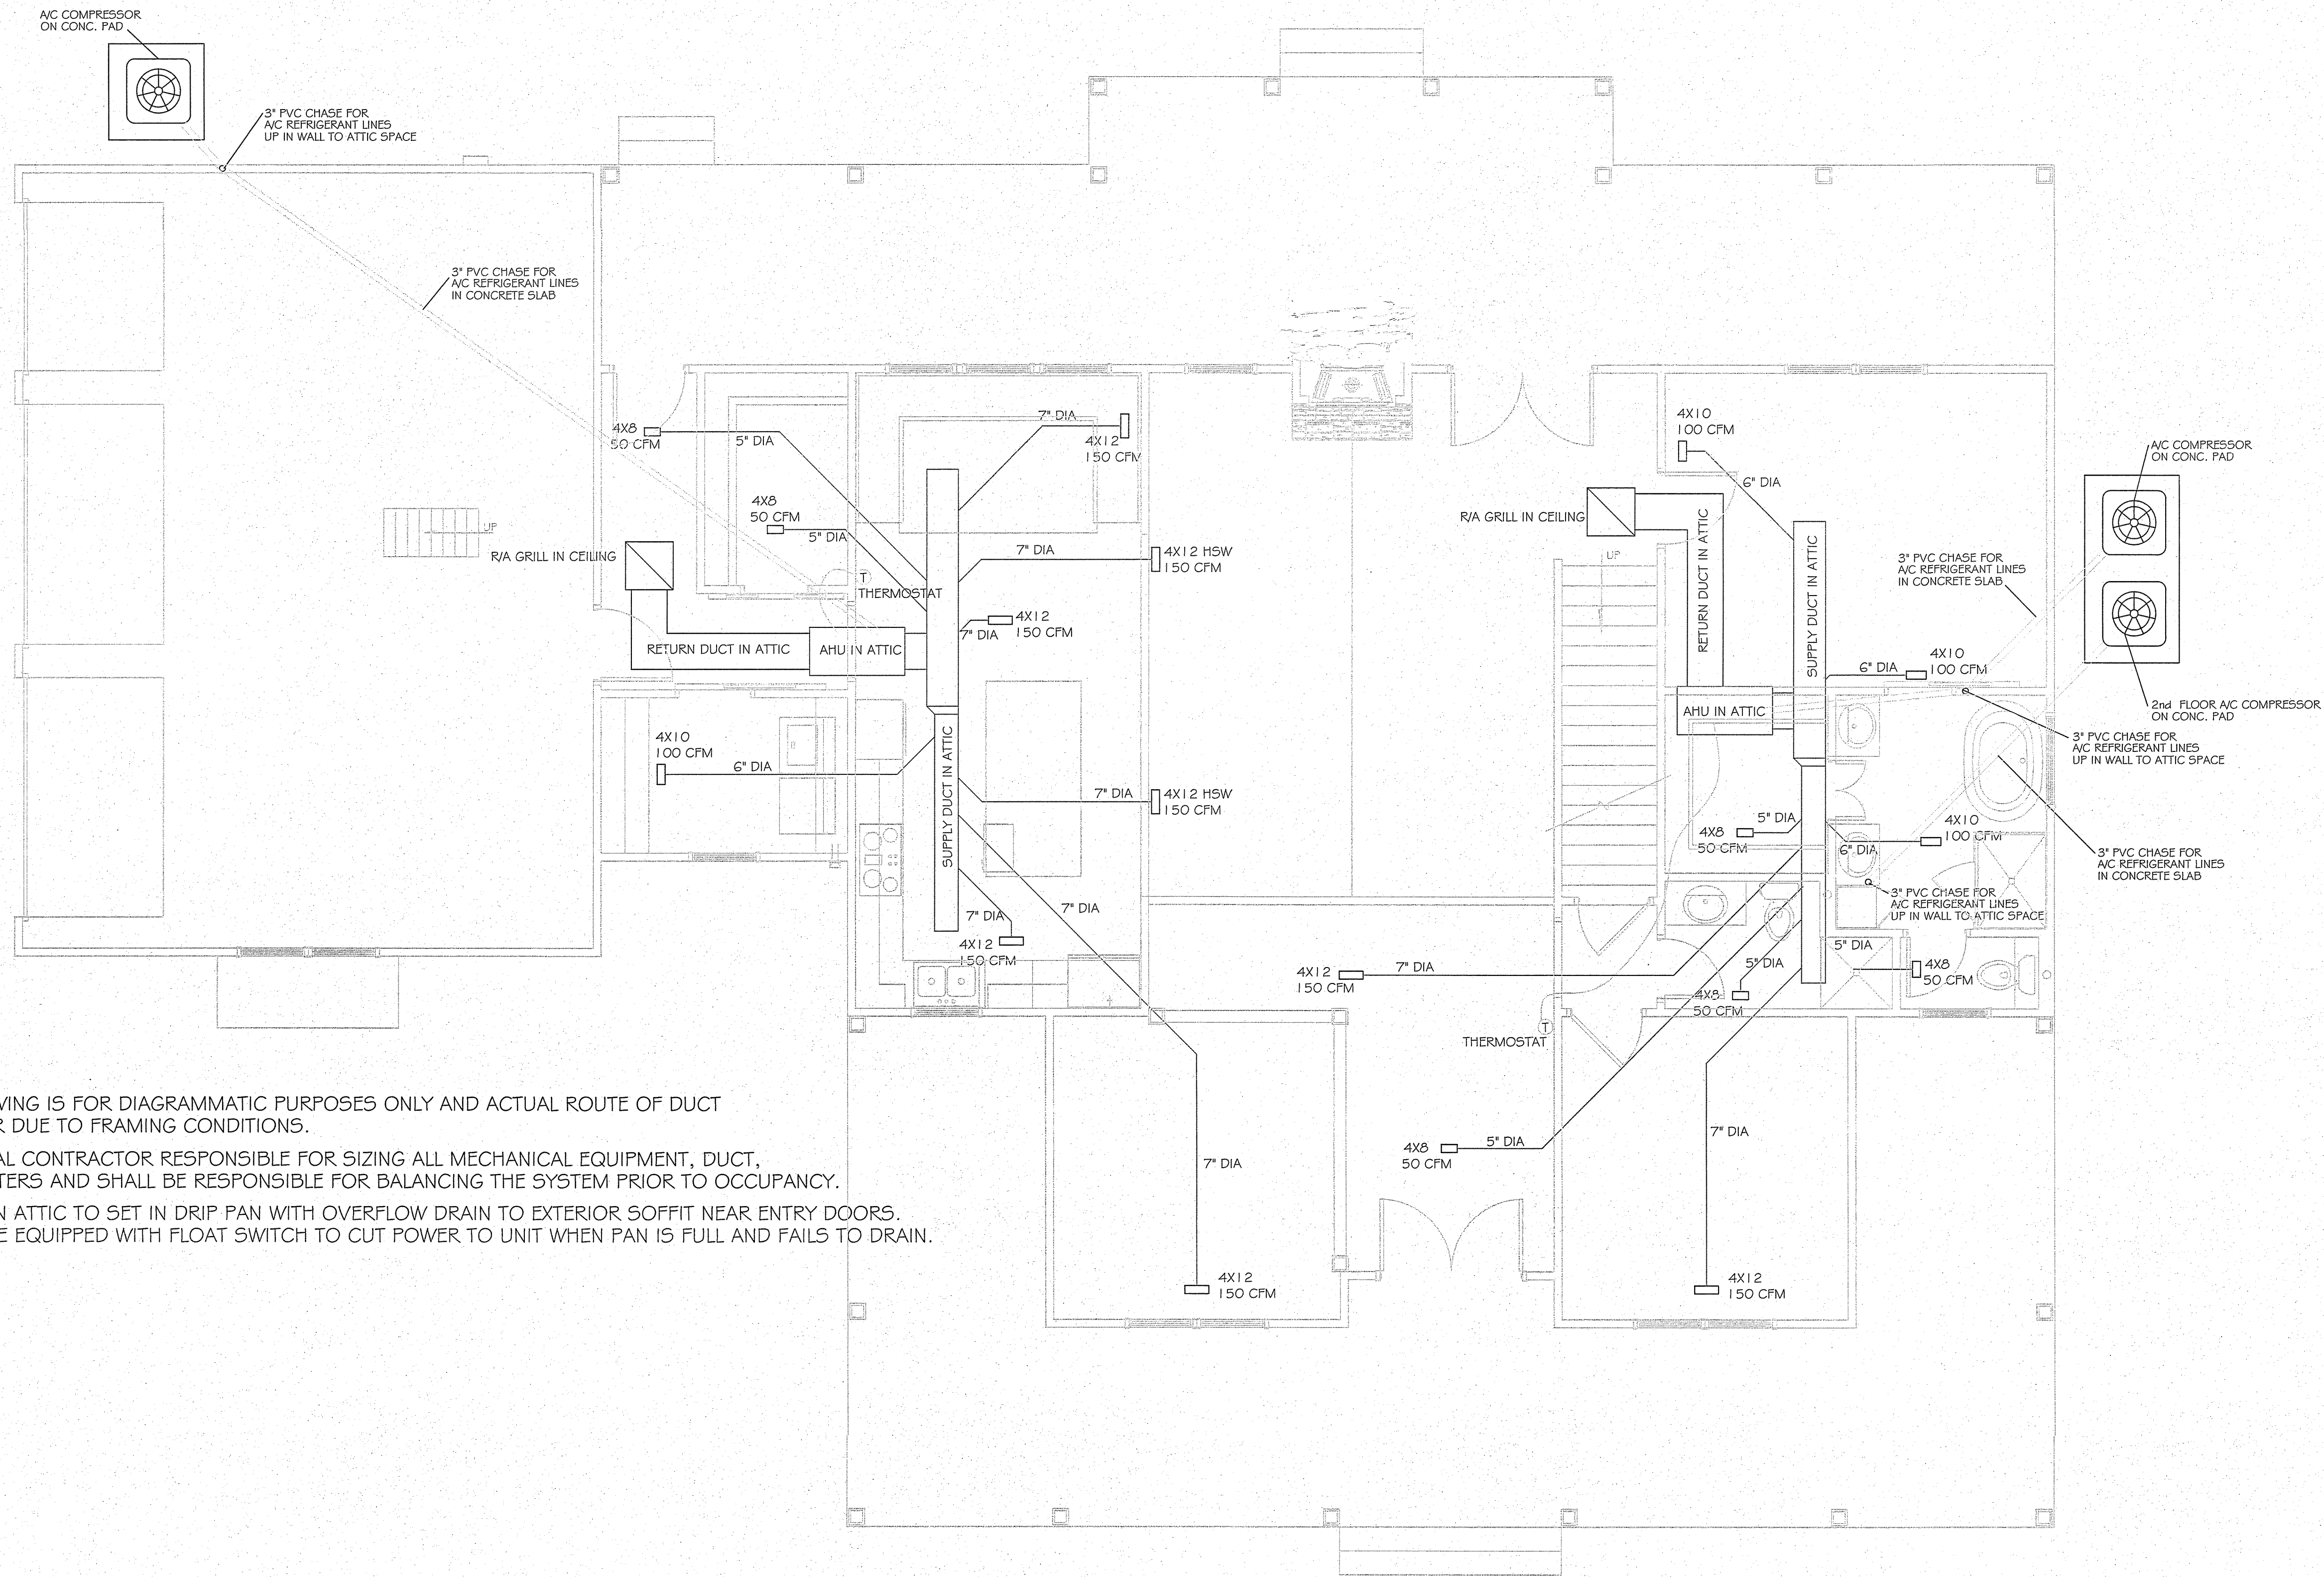 A/C COMPRESSOR
ON CONC. PAD
3" PVC CHASE FOR
A/C REFRIGERANT LINES
UP IN WALL TO ATTIC SPACE
3" PVC CHASE FOR
A/C REFRIGERANT LINES
IN CONCRETE SLAB
4X8
50 CFM
5" DIA
7" DIA
4X12
150 CFM
4X8
50 CFM
5" DIA
UP
R/A GRILL IN CEILING
7" DIA
4X12 HSW
150 CFM
T
THERMOSTAT
4X12
150 CFM
7" DIA
RETURN DUCT IN ATTIC
AHU IN ATTIC
4X10
100 CFM
6" DIA
SUPPLY DUCT IN ATTIC
7" DIA
4X12 HSW
150 CFM
7" DIA
7" DIA
4X12
150 CFM
7" DIA
4X12
150 CFM
4X10
100 CFM
6" DIA
R/A GRILL IN CEILING
RETURN DUCT IN ATTIC
SUPPLY DUCT IN ATTIC
UP
A/C COMPRESSOR
ON CONC. PAD
3" PVC CHASE FOR
A/C REFRIGERANT LINES
IN CONCRETE SLAB
6" DIA
4X10
100 CFM
AHU IN ATTIC
2nd FLOOR A/C COMPRESSOR
ON CONC. PAD
3" PVC CHASE FOR
A/C REFRIGERANT LINES
UP IN WALL TO ATTIC SPACE
5" DIA
4X8
50 CFM
4X10
100 CFM
6" DIA
3" PVC CHASE FOR
A/C REFRIGERANT LINES
IN CONCRETE SLAB
3" PVC CHASE FOR
A/C REFRIGERANT LINES
UP IN WALL TO ATTIC SPACE
5" DIA
4X8
50 CFM
4X12
150 CFM
7" DIA
5" DIA
4X8
50 CFM
T
THERMOSTAT
4X8
50 CFM
5" DIA
7" DIA
4X12
150 CFM
WING IS FOR DIAGRAMMATIC PURPOSES ONLY AND ACTUAL ROUTE OF DUCT
R DUE TO FRAMING CONDITIONS.
AL CONTRACTOR RESPONSIBLE FOR SIZING ALL MECHANICAL EQUIPMENT, DUCT,
TERS AND SHALL BE RESPONSIBLE FOR BALANCING THE SYSTEM PRIOR TO OCCUPANCY.
N ATTIC TO SET IN DRIP PAN WITH OVERFLOW DRAIN TO EXTERIOR SOFFIT NEAR ENTRY DOORS.
E EQUIPPED WITH FLOAT SWITCH TO CUT POWER TO UNIT WHEN PAN IS FULL AND FAILS TO DRAIN.